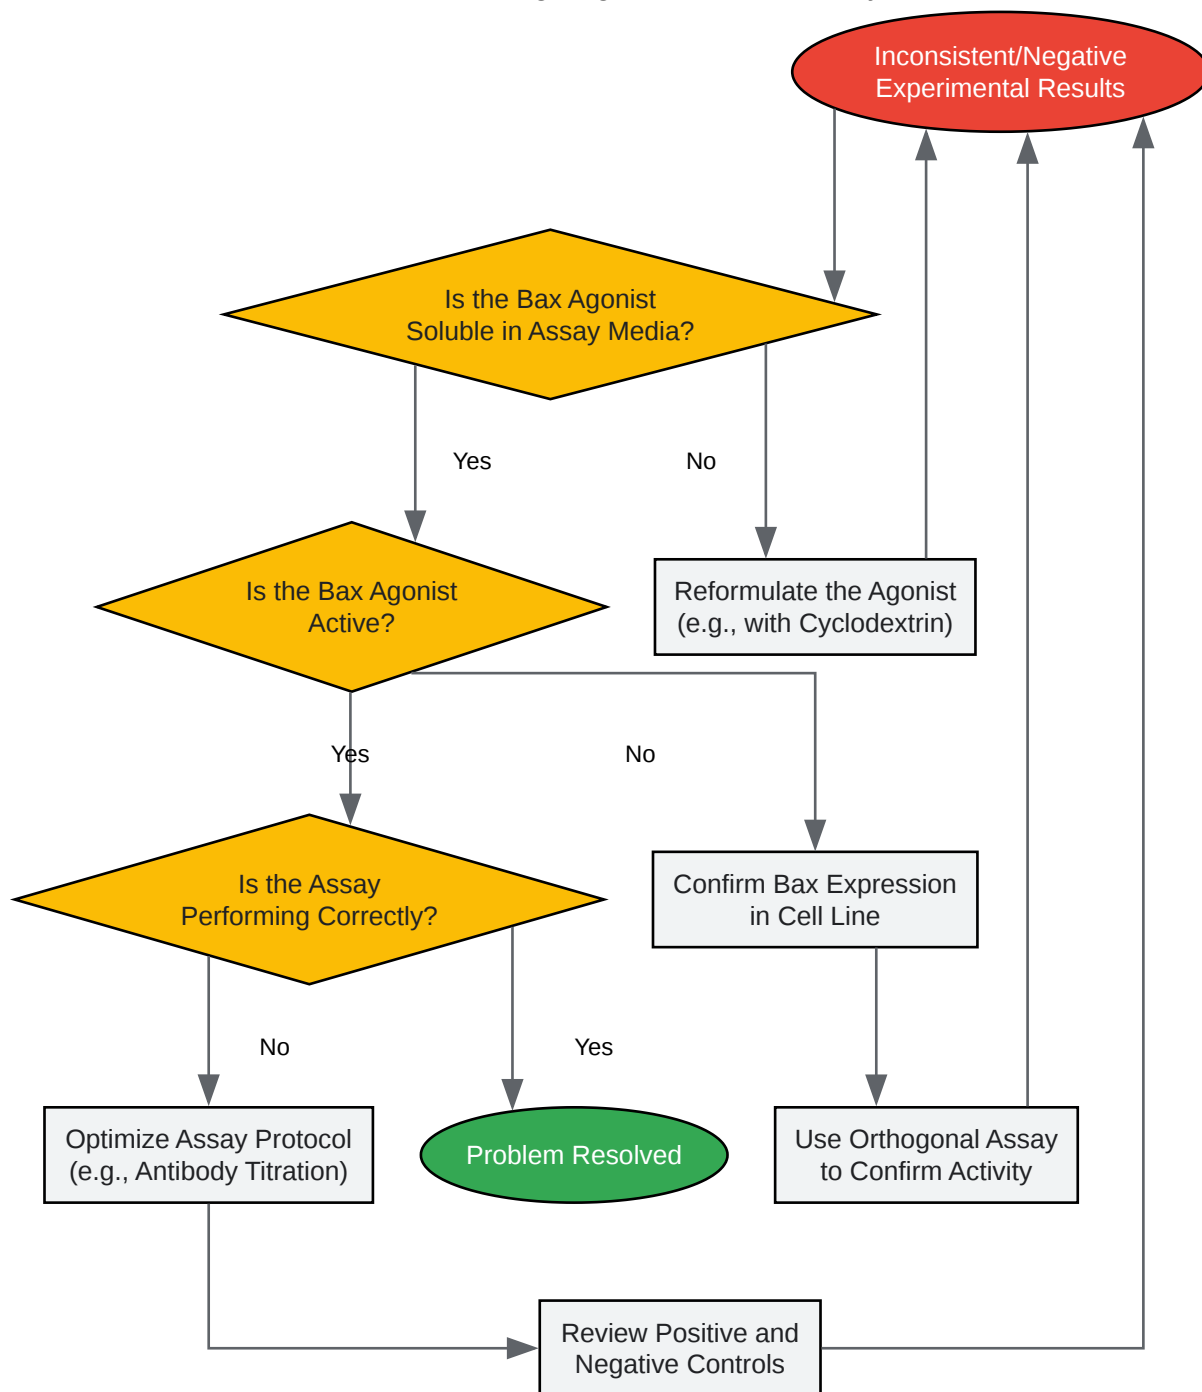 Inconsistent/Negative
Experimental Results
Is the Bax Agonist
Soluble in Assay Media?
Yes
No
Is the Bax Agonist
Active?
Reformulate the Agonist
(e.g., with Cyclodextrin)
Yes
No
Is the Assay
Performing Correctly?
Confirm Bax Expression
in Cell Line
No
Yes
Optimize Assay Protocol
(e.g., Antibody Titration)
Problem Resolved
Use Orthogonal Assay
to Confirm Activity
Review Positive and
Negative Controls